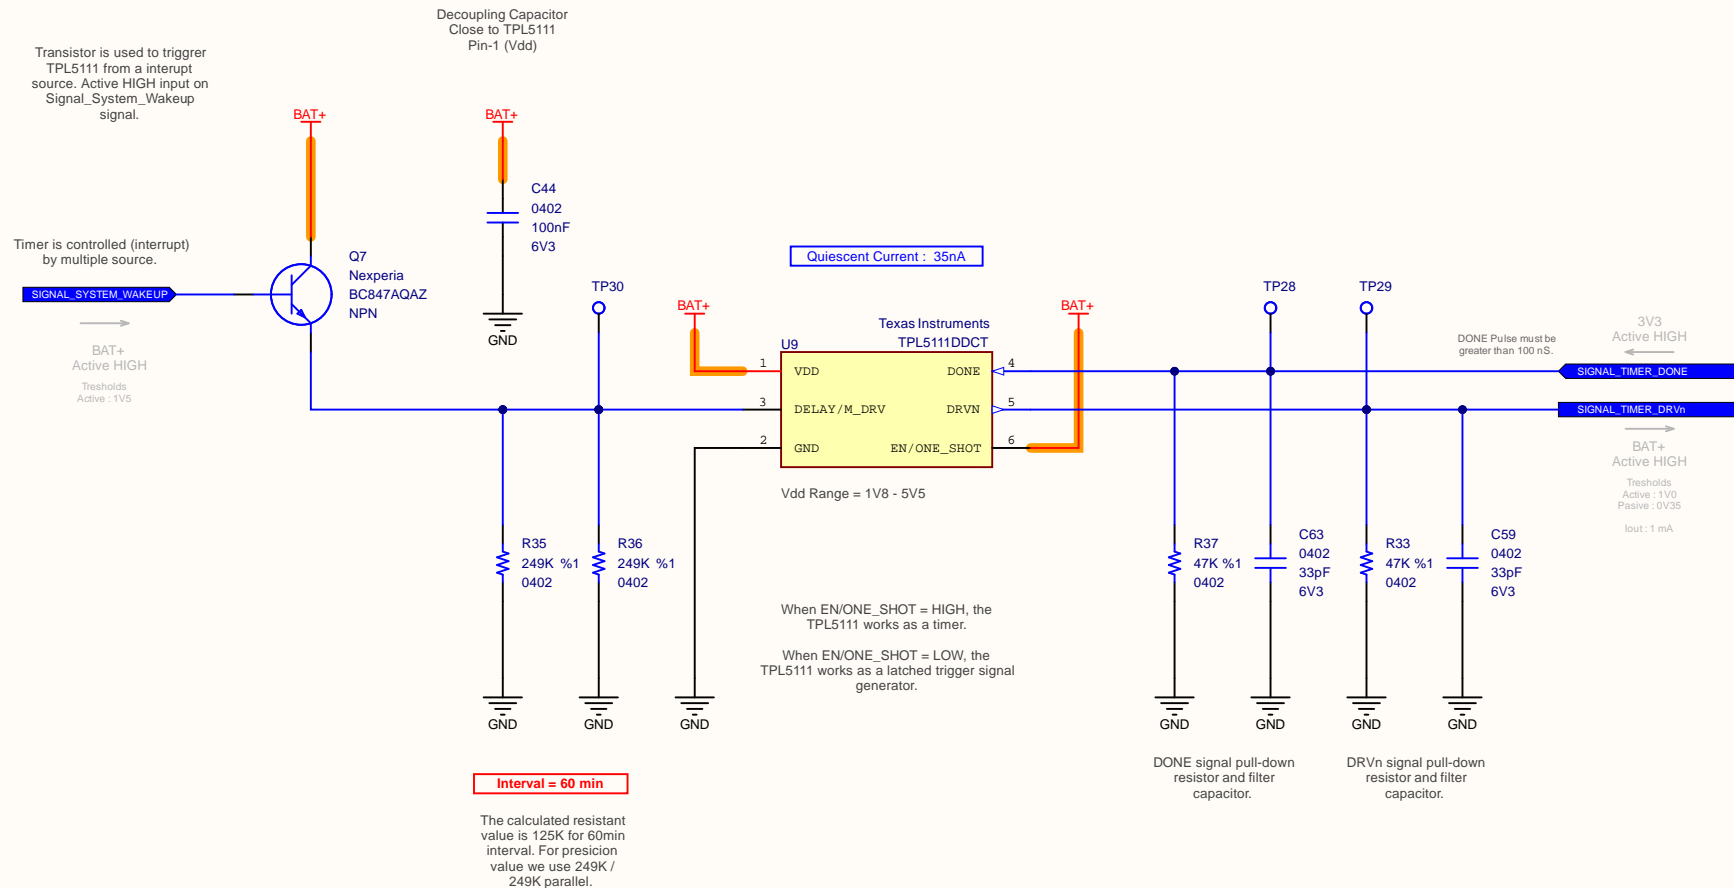 Decoupling Capacitor
Close to TPL5111
Pin-1 (Vdd)
Transistor is used to triggrer
TPL5111 from a interupt
source. Active HIGH input on
Signal_System_Wakeup
signal.
BAT+
BAT+
C44
0402
100nF
6V3
GND
Timer is controlled (interrupt)
by multiple source.
SIGNAL_SYSTEM_WAKEUP
BAT+
Active HIGH
Tresholds
Active : 1V5
Q7
Nexperia
BC847AQAZ
NPN
TP30
Quiescent Current :  35nA
BAT+
BAT+
Texas Instruments
TPL5111DDCT
U9
1
VDD
DONE
4
3
DELAY/M_DRV
DRVN
5
2
GND
EN/ONE_SHOT
6
Vdd Range = 1V8 - 5V5
TP28
TP29
DONE Pulse must be
greater than 100 nS.
3V3
Active HIGH
SIGNAL_TIMER_DONE
SIGNAL_TIMER_DRVn
BAT+
Active HIGH
Tresholds
Active : 1V0
Pasive : 0V35
Iout : 1 mA
R35
249K  %1
0402
R36
249K  %1
0402
R37
47K %1
0402
C63
0402
33pF
6V3
R33
47K %1
0402
C59
0402
33pF
6V3
When EN/ONE_SHOT = HIGH, the
TPL5111 works as a timer.
When EN/ONE_SHOT = LOW, the
TPL5111 works as a latched trigger signal
generator.
GND
GND
GND
GND
GND
GND
GND
DONE signal pull-down
resistor and filter
capacitor.
DRVn signal pull-down
resistor and filter
capacitor.
Interval = 60 min
The calculated resistant
value is 125K for 60min
interval. For presicion
value we use 249K /
249K parallel.